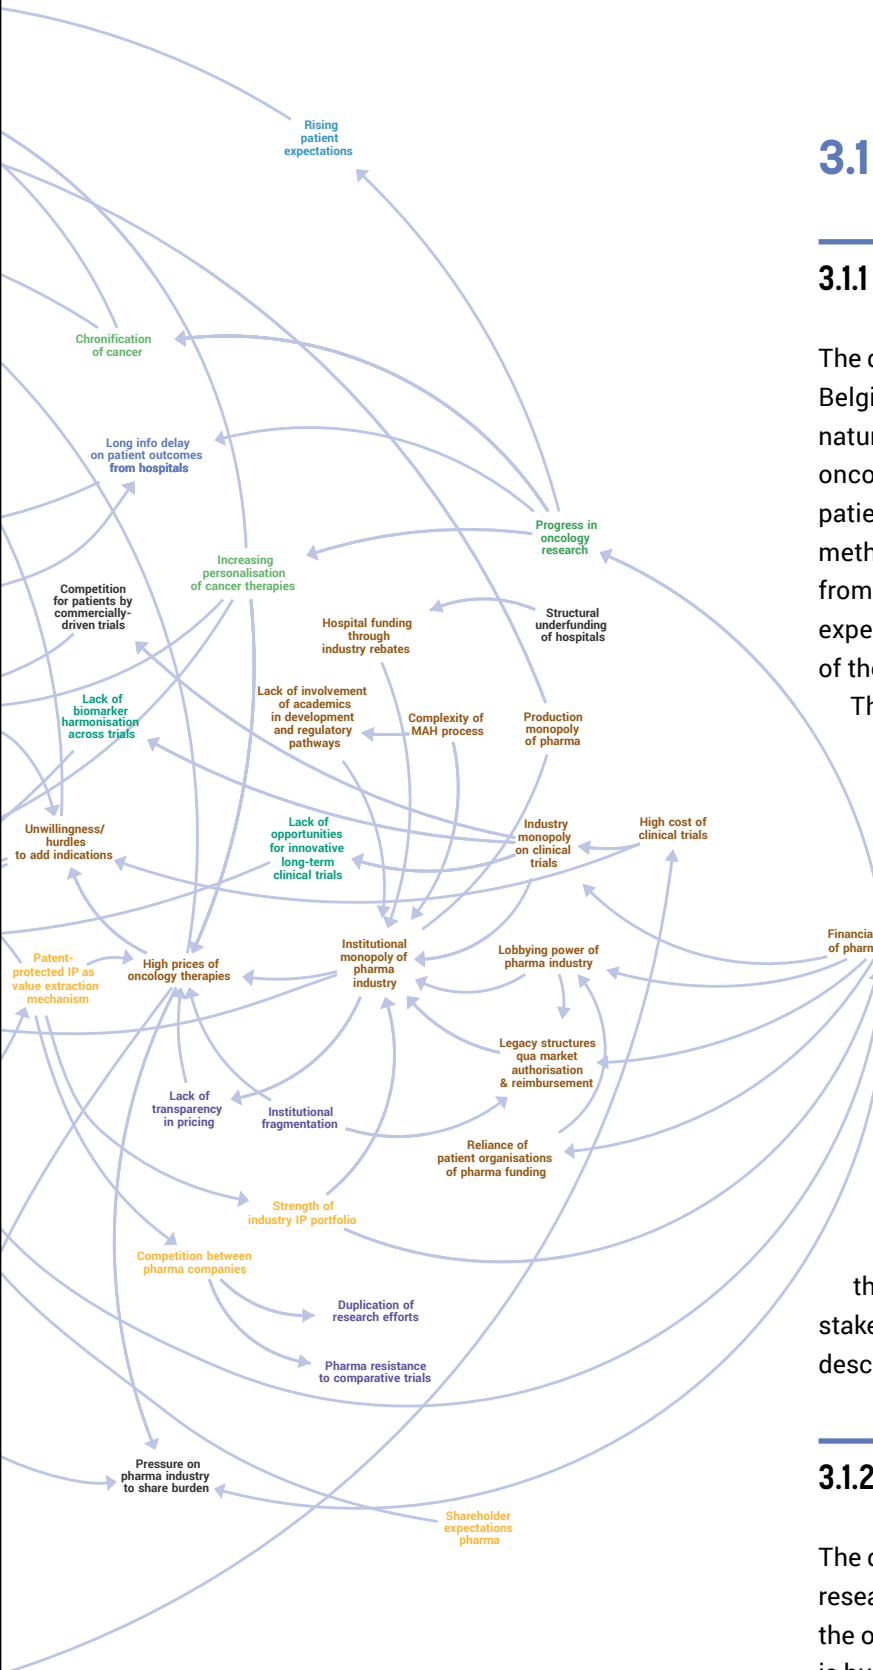 Rising
patient
expectations
Chronification
of cancer
Long info delay
on patient outcomes
from hospitals
Progress in
oncology
research
Increasing
personalisation
of cancer therapies
Competition
for patients by
commercially-
driven trials
Hospital funding
through
industry rebates
Structural
underfunding
of hospitals
Lack of
biomarker
harmonisation
across trials
Lack of involvement
of academics
in development
and regulatory
pathways
Complexity of
MAH process
Production
monopoly
of pharma
Unwillingness/
hurdles
to add indications
Lack of
opportunities
for innovative
long-term
clinical trials
Industry
monopoly
on clinical
trials
High cost of
clinical trials
Patent-
protected IP as
value extraction
mechanism
High prices of
oncology therapies
Institutional
monopoly of
pharma
industry
Lobbying power of
pharma industry
Financia
of pharm
Legacy structures
qua market
authorisation
& reimbursement
Lack of
transparency
in pricing
Institutional
fragmentation
Reliance of
patient organisations
of pharma funding
Strength of
industry IP portfolio
Competition between
pharma companies
Duplication of
research efforts
Pharma resistance
to comparative trials
Pressure on
pharma industry
to share burden
Shareholder
expectations
pharma
3.1
3.1.1
The
Belgi
natur
onco
patie
meth
from
expe
of the
Th
th
stake
desc
3.1.2
The
resea
the o